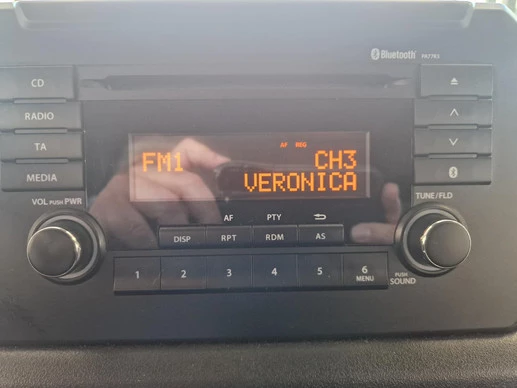 Bluetooth
CD
RADIO
TA
MEDIA
AF REG
FM1 CH3
VERONICA
VOL PUSH PWR
TUNE/FLD
AF PTY
DISP RPT RDM AS
1 2 3 4 5 6
MENU
PUSH
SOUND